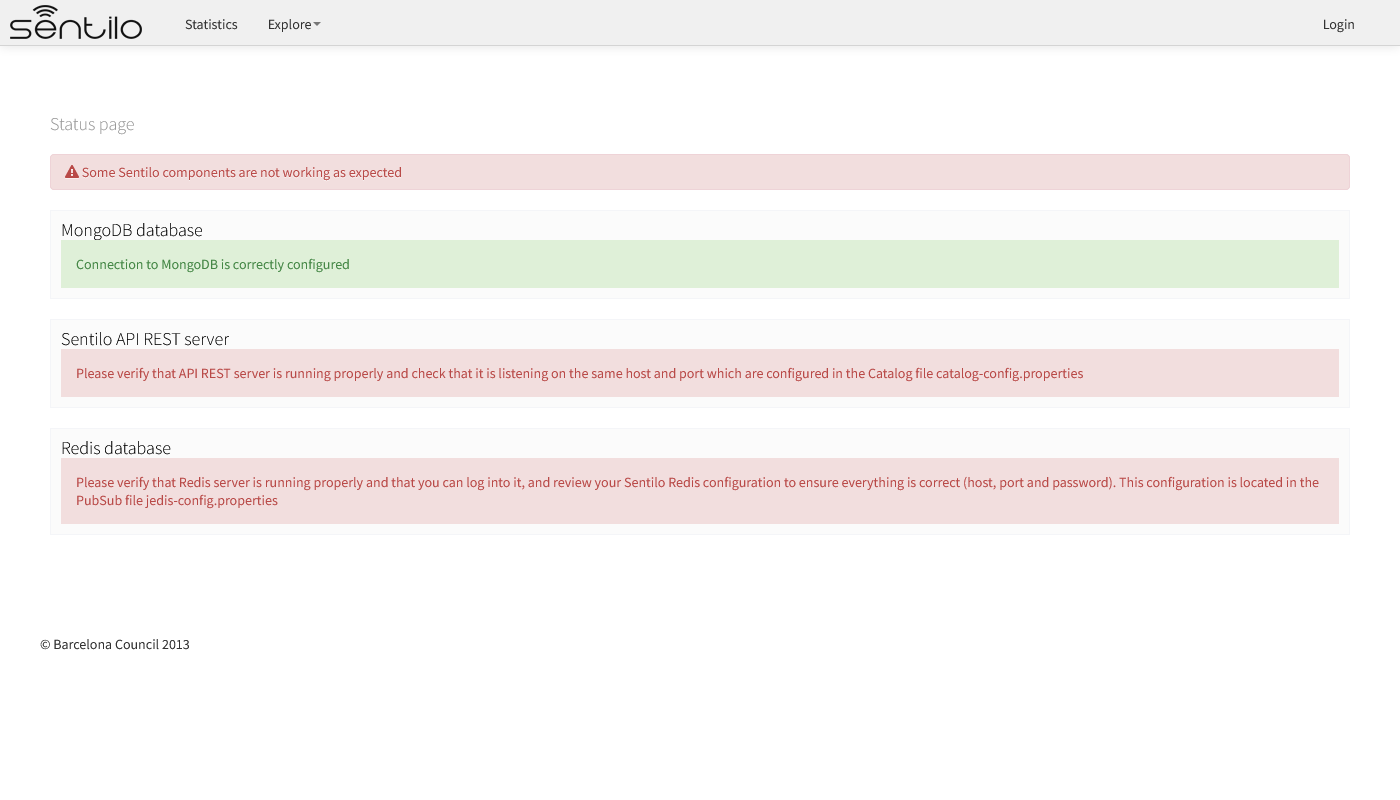 sentilo
Statistics
Explore
Login
Status page
Some Sentilo components are not working as expected
MongoDB database
Connection to MongoDB is correctly configured
Sentilo API REST server
Please verify that API REST server is running properly and check that it is listening on the same host and port which are configured in the Catalog file catalog-config.properties
Redis database
Please verify that Redis server is running properly and that you can log into it, and review your Sentilo Redis configuration to ensure everything is correct (host, port and password). This configuration is located in the
PubSub file jedis-config.properties
© Barcelona Council 2013